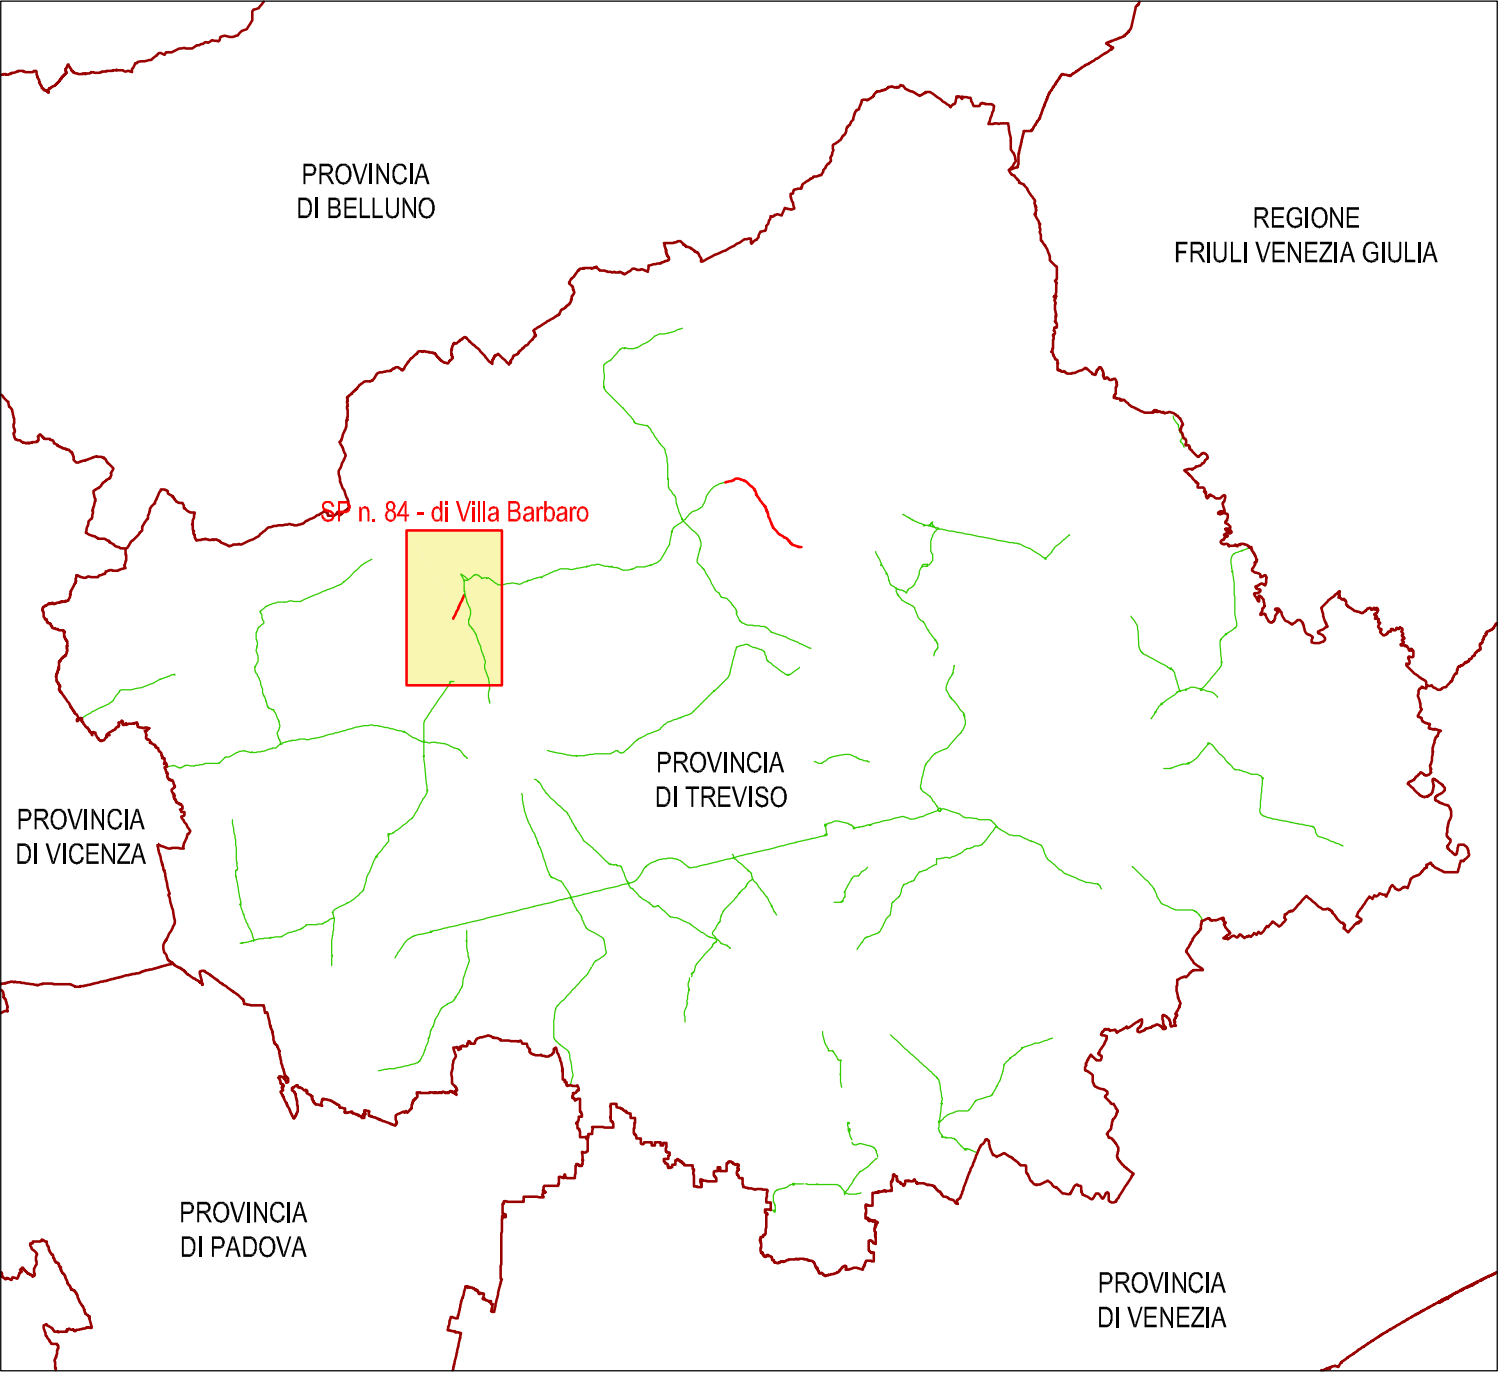 PROVINCIA
DI BELLUNO
REGIONE
FRIULI VENEZIA GIULIA
SP n. 84 - di Villa Barbaro
PROVINCIA
DI TREVISO
PROVINCIA
DI VICENZA
PROVINCIA
DI PADOVA
PROVINCIA
DI VENEZIA